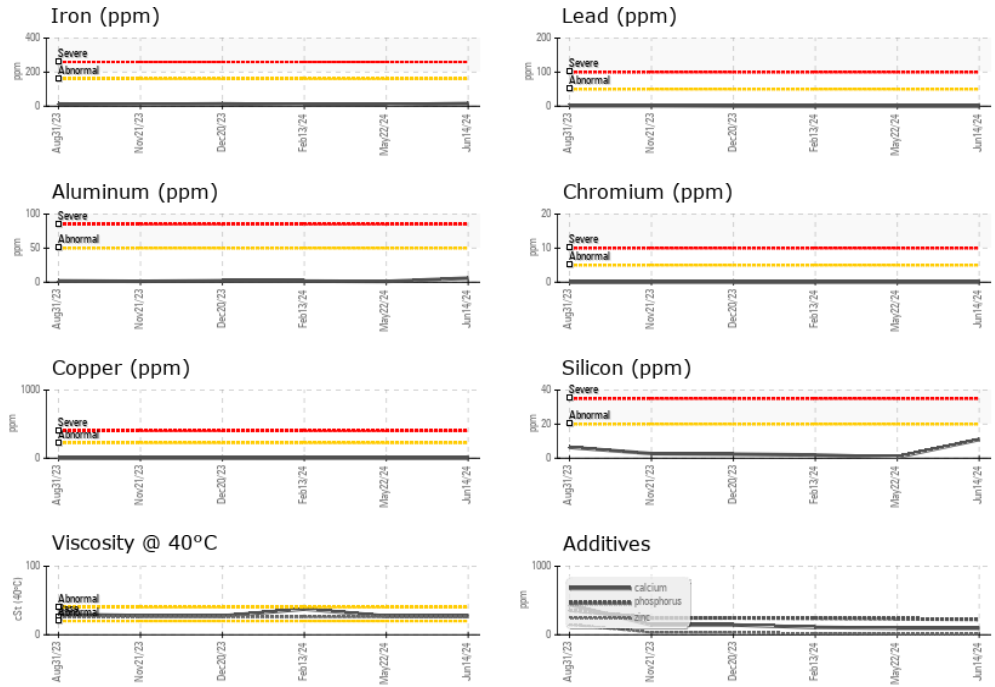 Iron (ppm)
400
200
0
ppm
Severe
Abnormal
Aug31/23
Nov21/23
Dec20/23
Feb13/24
May22/24
Jun14/24
Lead (ppm)
200
100
0
ppm
Severe
Abnormal
Aug31/23
Nov21/23
Dec20/23
Feb13/24
May22/24
Jun14/24
Aluminum (ppm)
100
50
0
ppm
Severe
Abnormal
Aug31/23
Nov21/23
Dec20/23
Feb13/24
May22/24
Jun14/24
Chromium (ppm)
20
10
0
ppm
Severe
Abnormal
Aug31/23
Nov21/23
Dec20/23
Feb13/24
May22/24
Jun14/24
Copper (ppm)
1000
0
ppm
Severe
Abnormal
Aug31/23
Nov21/23
Dec20/23
Feb13/24
May22/24
Jun14/24
Silicon (ppm)
40
20
0
ppm
Severe
Abnormal
Aug31/23
Nov21/23
Dec20/23
Feb13/24
May22/24
Jun14/24
Viscosity @ 40°C
100
0
cSt (40°C)
Abnormal
Abnormal
Aug31/23
Nov21/23
Dec20/23
Feb13/24
May22/24
Jun14/24
Additives
1000
0
ppm
calcium
phosphorus
zinc
Aug31/23
Nov21/23
Dec20/23
Feb13/24
May22/24
Jun14/24